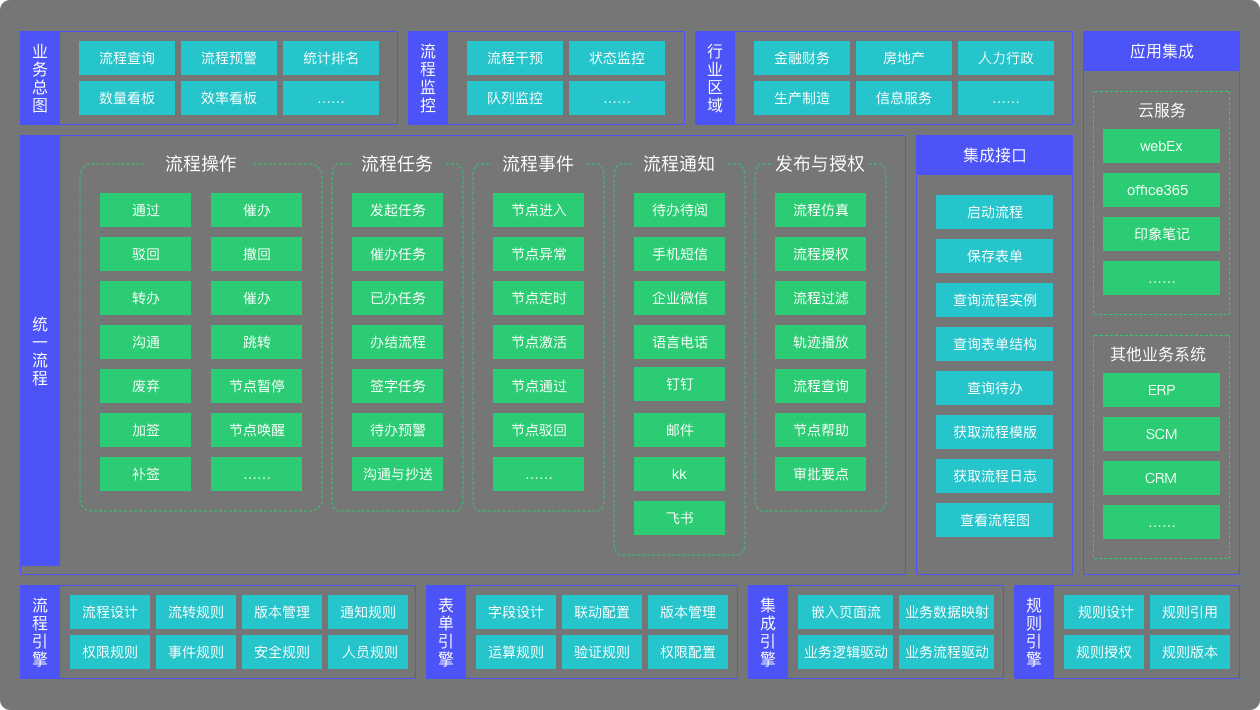 业务总图
流程查询
流程预警
统计排名
数量看板
效率看板
……
流程监控
流程干预
状态监控
队列监控
……
行业区域
金融财务
房地产
人力行政
生产制造
信息服务
……
应用集成
云服务
webEx
office365
印象笔记
……
其他业务系统
ERP
SCM
CRM
……
统一流程
流程操作
通过
催办
驳回
撤回
转办
催办
沟通
跳转
废弃
节点暂停
加签
节点唤醒
补签
……
流程任务
发起任务
催办任务
已办任务
办结流程
签字任务
待办预警
沟通与抄送
流程事件
节点进入
节点异常
节点定时
节点激活
节点通过
节点驳回
……
流程通知
待办待阅
手机短信
企业微信
语言电话
钉钉
邮件
kk
飞书
发布与授权
流程仿真
流程授权
流程过滤
轨迹播放
流程查询
节点帮助
审批要点
集成接口
启动流程
保存表单
查询流程实例
查询表单结构
查询待办
获取流程模版
获取流程日志
查看流程图
流程引擎
流程设计
流转规则
版本管理
通知规则
权限规则
事件规则
安全规则
人员规则
表单引擎
字段设计
联动配置
版本管理
运算规则
验证规则
权限配置
集成引擎
嵌入页面流
业务数据映射
业务逻辑驱动
业务流程驱动
规则引擎
规则设计
规则引用
规则授权
规则版本